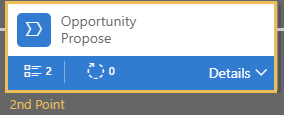 Opportunity
Propose
2 0 Details
2nd Point